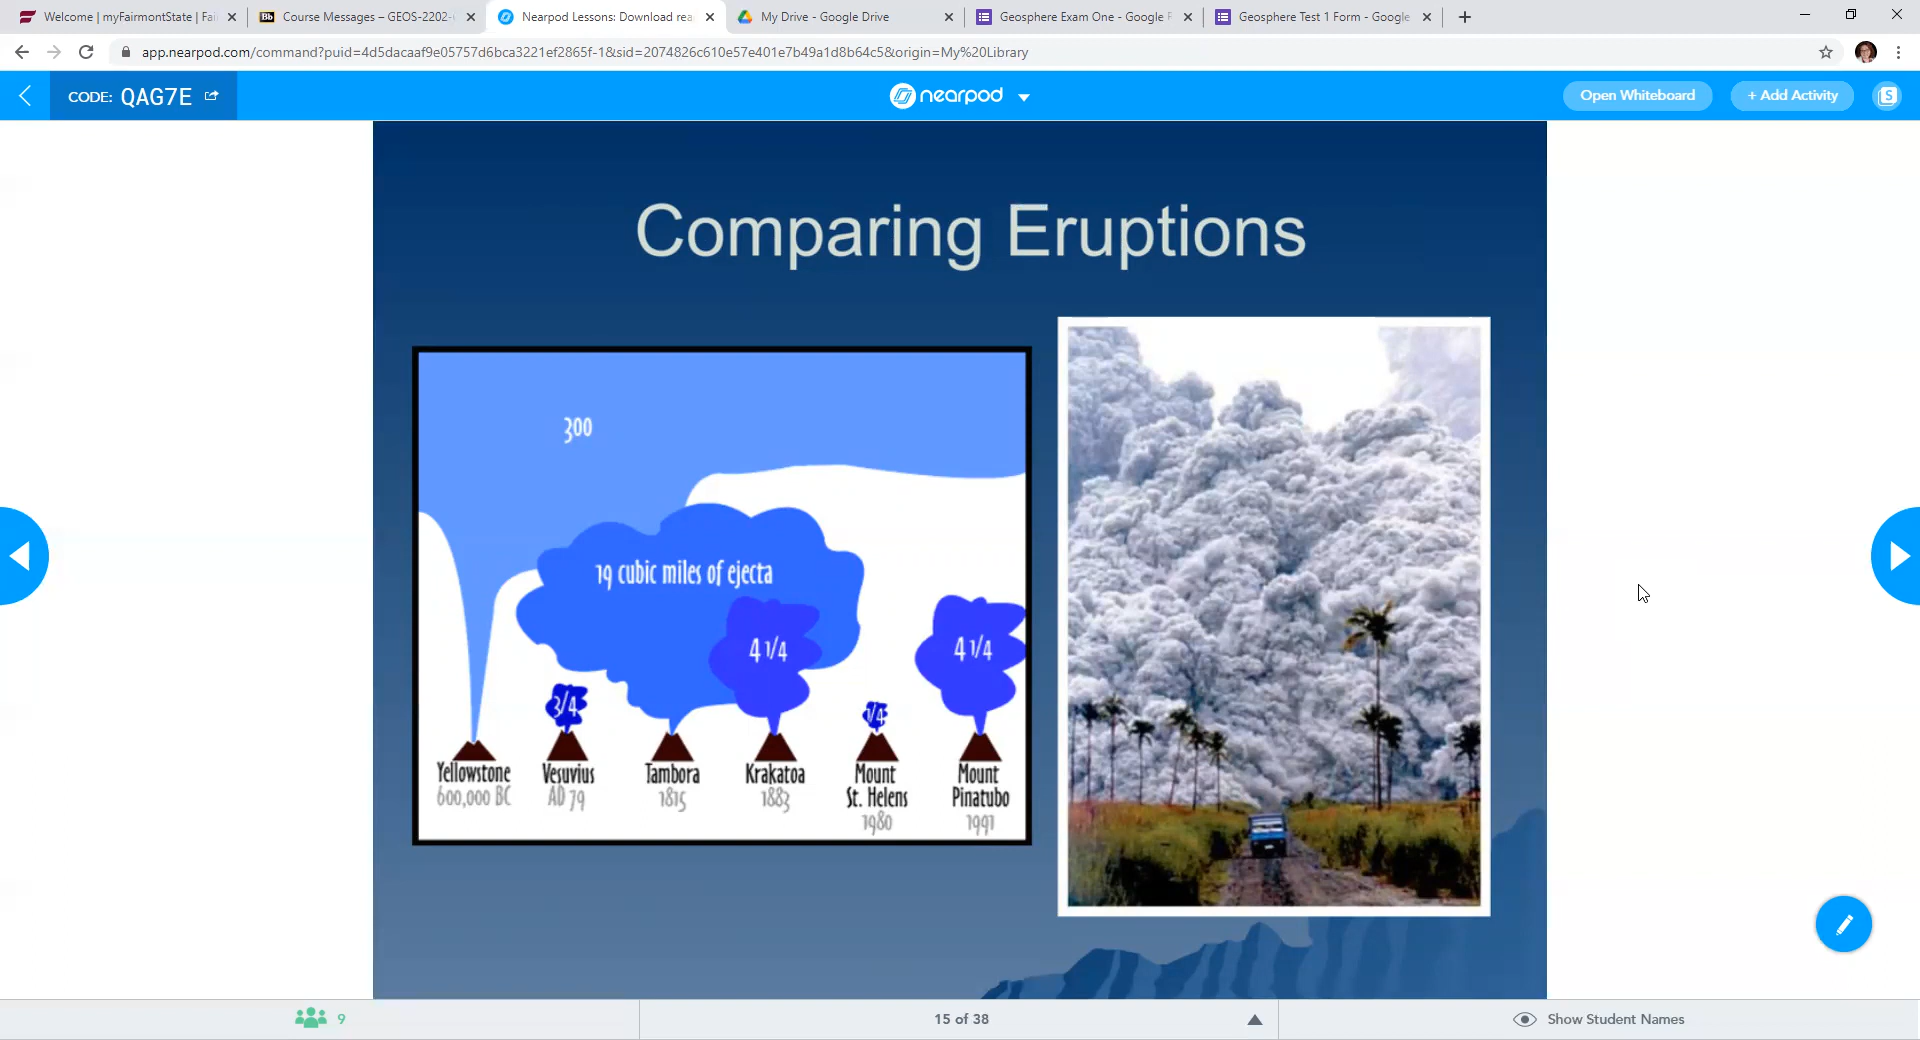 Welcome | myFairmontState | Fai
Course Messages – GEOS-2202-
Nearpod Lessons: Download rea
My Drive - Google Drive
Geosphere Exam One - Google F
Geosphere Test 1 Form - Google
app.nearpod.com/command?puid=4d5dacaaf9e05757d6bca3221ef2865f-1&sid=2074826c610e57e401e7b49a1d8b64c5&origin=My%20Library
CODE: QAG7E
nearpod
Open Whiteboard
+ Add Activity
S
Comparing Eruptions
300
19 cubic miles of ejecta
4 1/4
4 1/4
3/4
1/4
Yellowstone
600,000 BC
Vesuvius
AD 79
Tambora
1815
Krakatoa
1883
Mount
St. Helens
1980
Mount
Pinatubo
1991
9
15 of 38
Show Student Names